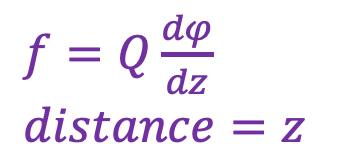 f = Q dφ/dz
distance = z